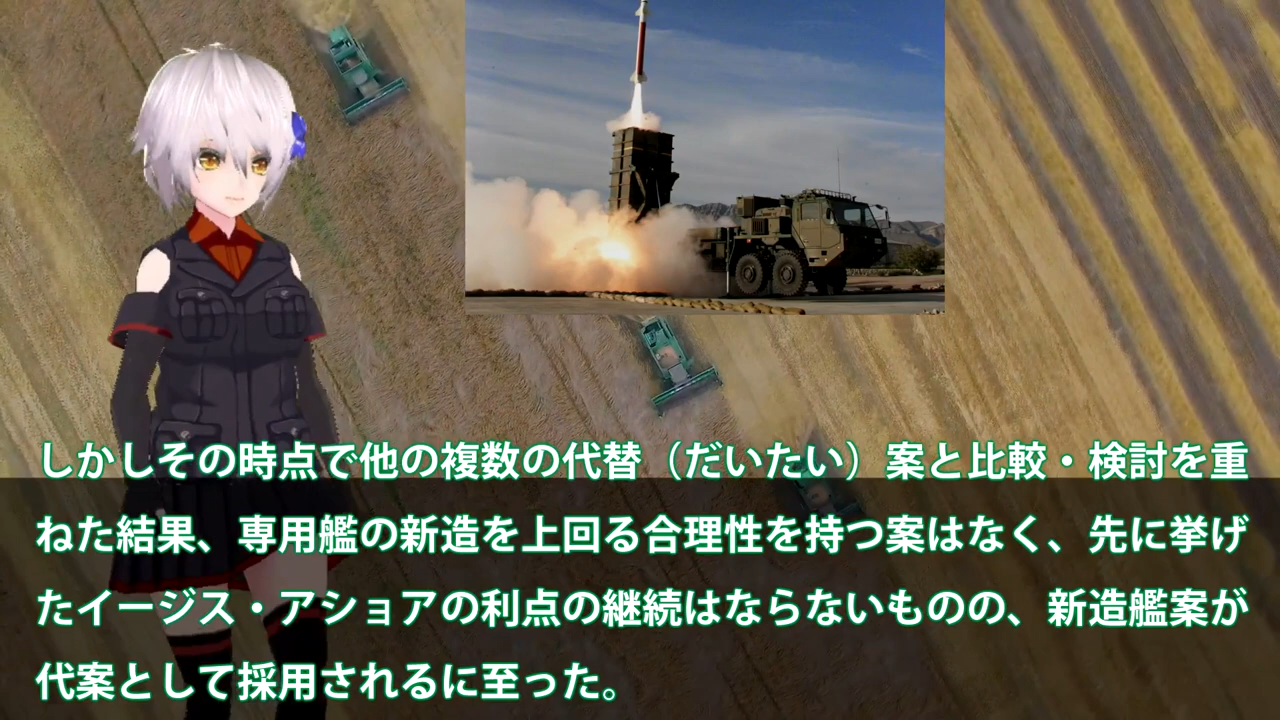 しかしその時点で他の複数の代替（だいたい）案と比較・検討を重
ねた結果、専用艦の新造を上回る合理性を持つ案はなく、先に挙げ
たイージス・アショアの利点の継続はならないものの、新造艦案が
代案として採用されるに至った。